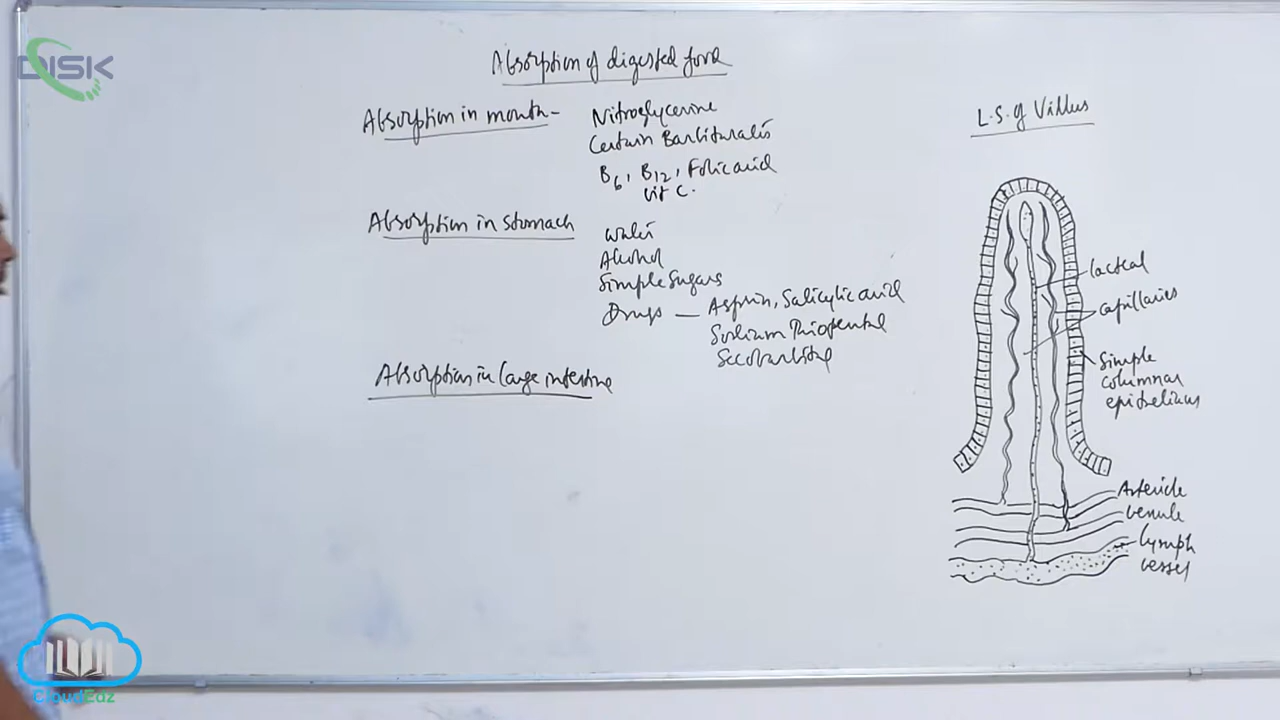 DISK
Absorption of digested food
Absorption in mouth - Nitroglycerine
Certain Barbiturates
B6, B12, Folic acid
Vit C.
Absorption in stomach
Water
Alcohol
Simple Sugars
Drugs — Aspirin, Salicylic acid
Sodium Thiopental
Secobarbital
Absorption in large intestine
L.S. of Villus
lacteal
capillaries
Simple
columnar
epithelium
Arteriole
venule
Lymph
vessel
CloudEdz